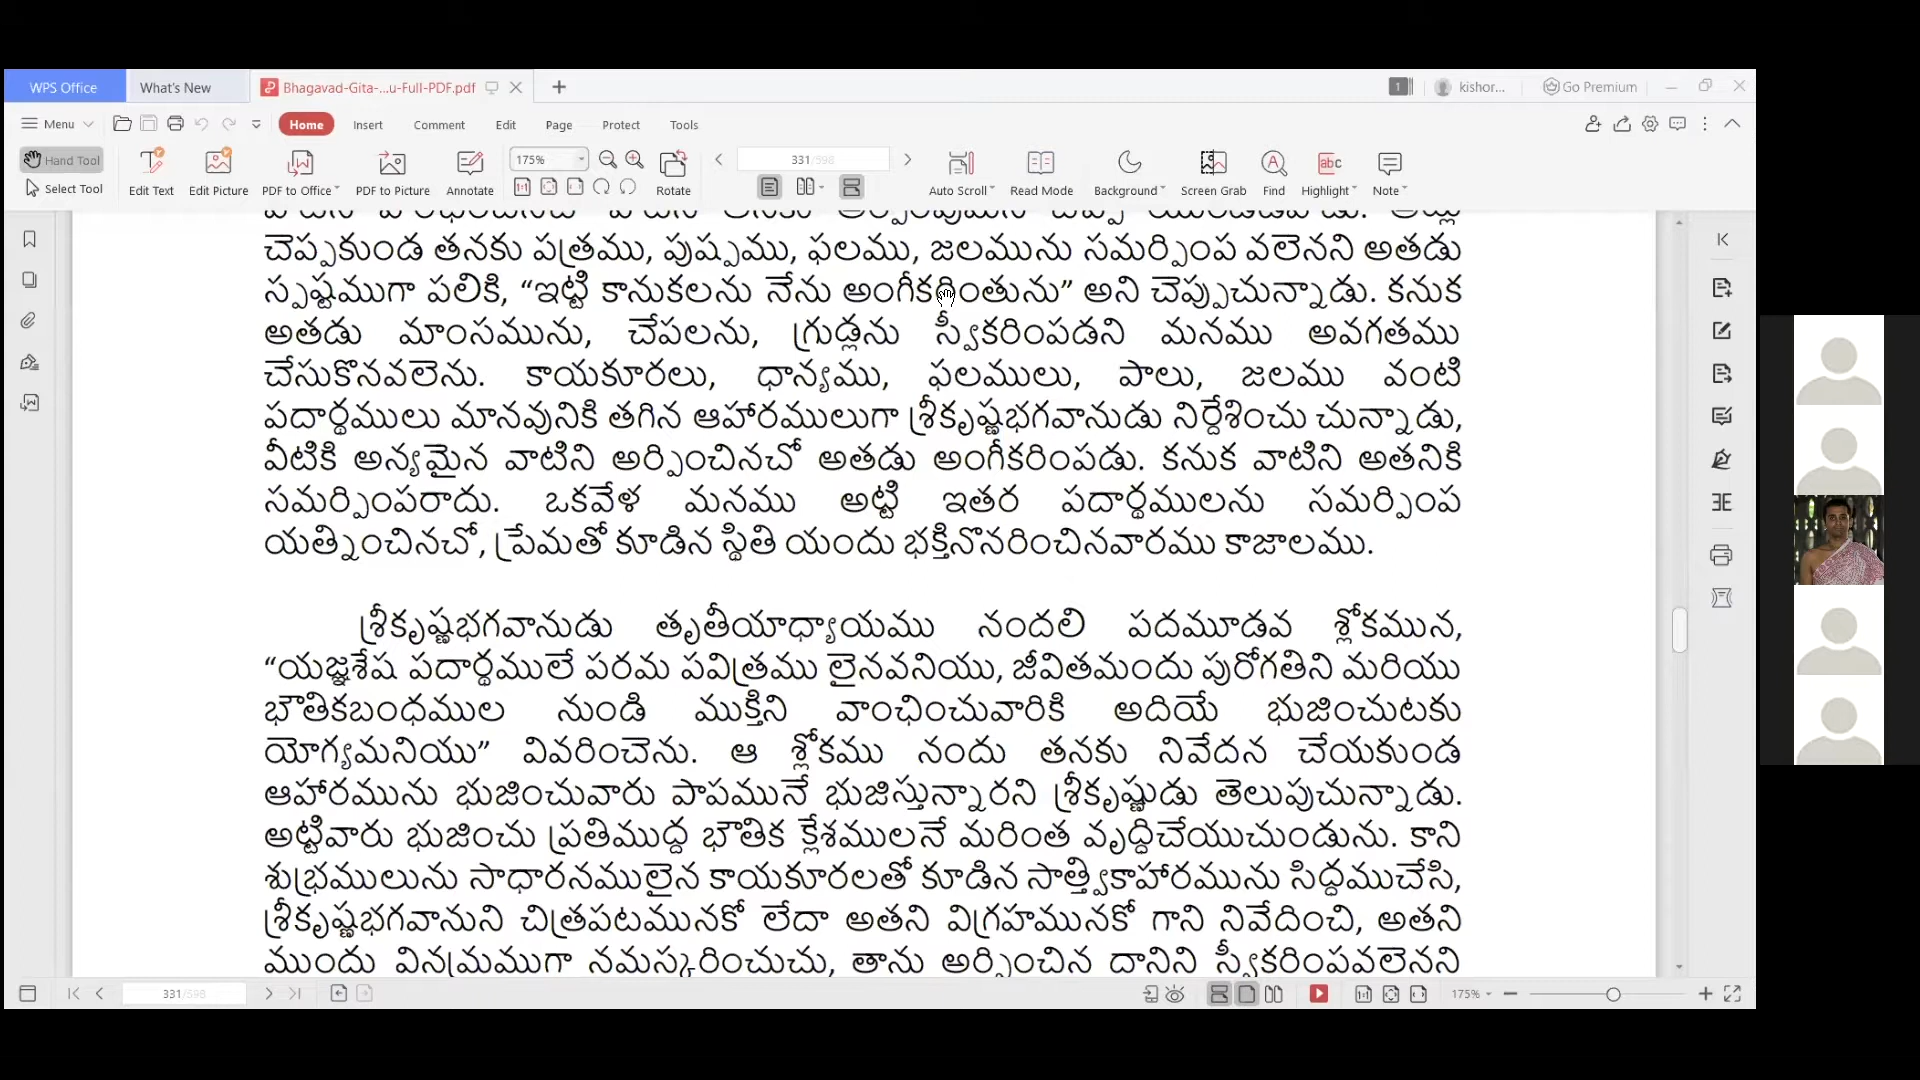 WPS Office What's New Bhagavad-Gita-...u-Full-PDF.pdf 1 kishor... Go Premium
Menu Home Insert Comment Edit Page Protect Tools
Hand Tool 175% 331/598
Select Tool Edit Text Edit Picture PDF to Office PDF to Picture Annotate Rotate Auto Scroll Read Mode Background Screen Grab Find Highlight Note
చెప్పకుండ తనకు పత్రము, పుష్పము, ఫలము, జలమును సమర్పింప వలెనని అతడు
స్పష్టముగా పలికి, “ఇట్టి కానుకలను నేను అంగీకరింతును” అని చెప్పుచున్నాడు. కనుక
అతడు మాంసమును, చేపలను, గ్రుడ్లను స్వీకరింపడని మనము అవగతము
చేసుకొనవలెను. కాయకూరలు, ధాన్యము, ఫలములు, పాలు, జలము వంటి
పదార్థములు మానవునికి తగిన ఆహారములుగా శ్రీకృష్ణభగవానుడు నిర్దేశించు చున్నాడు,
వీటికి అన్యమైన వాటిని అర్పించినచో అతడు అంగీకరింపడు. కనుక వాటిని అతనికి
సమర్పింపరాదు. ఒకవేళ మనము అట్టి ఇతర పదార్థములను సమర్పింప
యత్నించినచో, ప్రేమతో కూడిన స్థితి యందు భక్తినొనరించినవారము కాజాలము.
శ్రీకృష్ణభగవానుడు తృతీయాధ్యాయము నందలి పదమూడవ శ్లోకమున,
“యజ్ఞశేష పదార్థములే పరమ పవిత్రము లైనవనియు, జీవితమందు పురోగతిని మరియు
భౌతికబంధముల నుండి ముక్తిని వాంఛించువారికి అదియే భుజించుటకు
యోగ్యమనియు” వివరించెను. ఆ శ్లోకము నందు తనకు నివేదన చేయకుండ
ఆహారమును భుజించువారు పాపమునే భుజిస్తున్నారని శ్రీకృష్ణుడు తెలుపుచున్నాడు.
అట్టివారు భుజించు ప్రతిముద్ద భౌతిక క్లేశములనే మరింత వృద్ధిచేయుచుండును. కాని
శుభ్రములును సాధారనములైన కాయకూరలతో కూడిన సాత్త్వికాహారమును సిద్ధముచేసి,
శ్రీకృష్ణభగవానుని చిత్రపటమునకో లేదా అతని విగ్రహమునకో గాని నివేదించి, అతని
ముందు వినమ్రముగా నమస్కరించుచు, తాను అర్పించిన దానిని స్వీకరింపవలెనని
331/598 175%